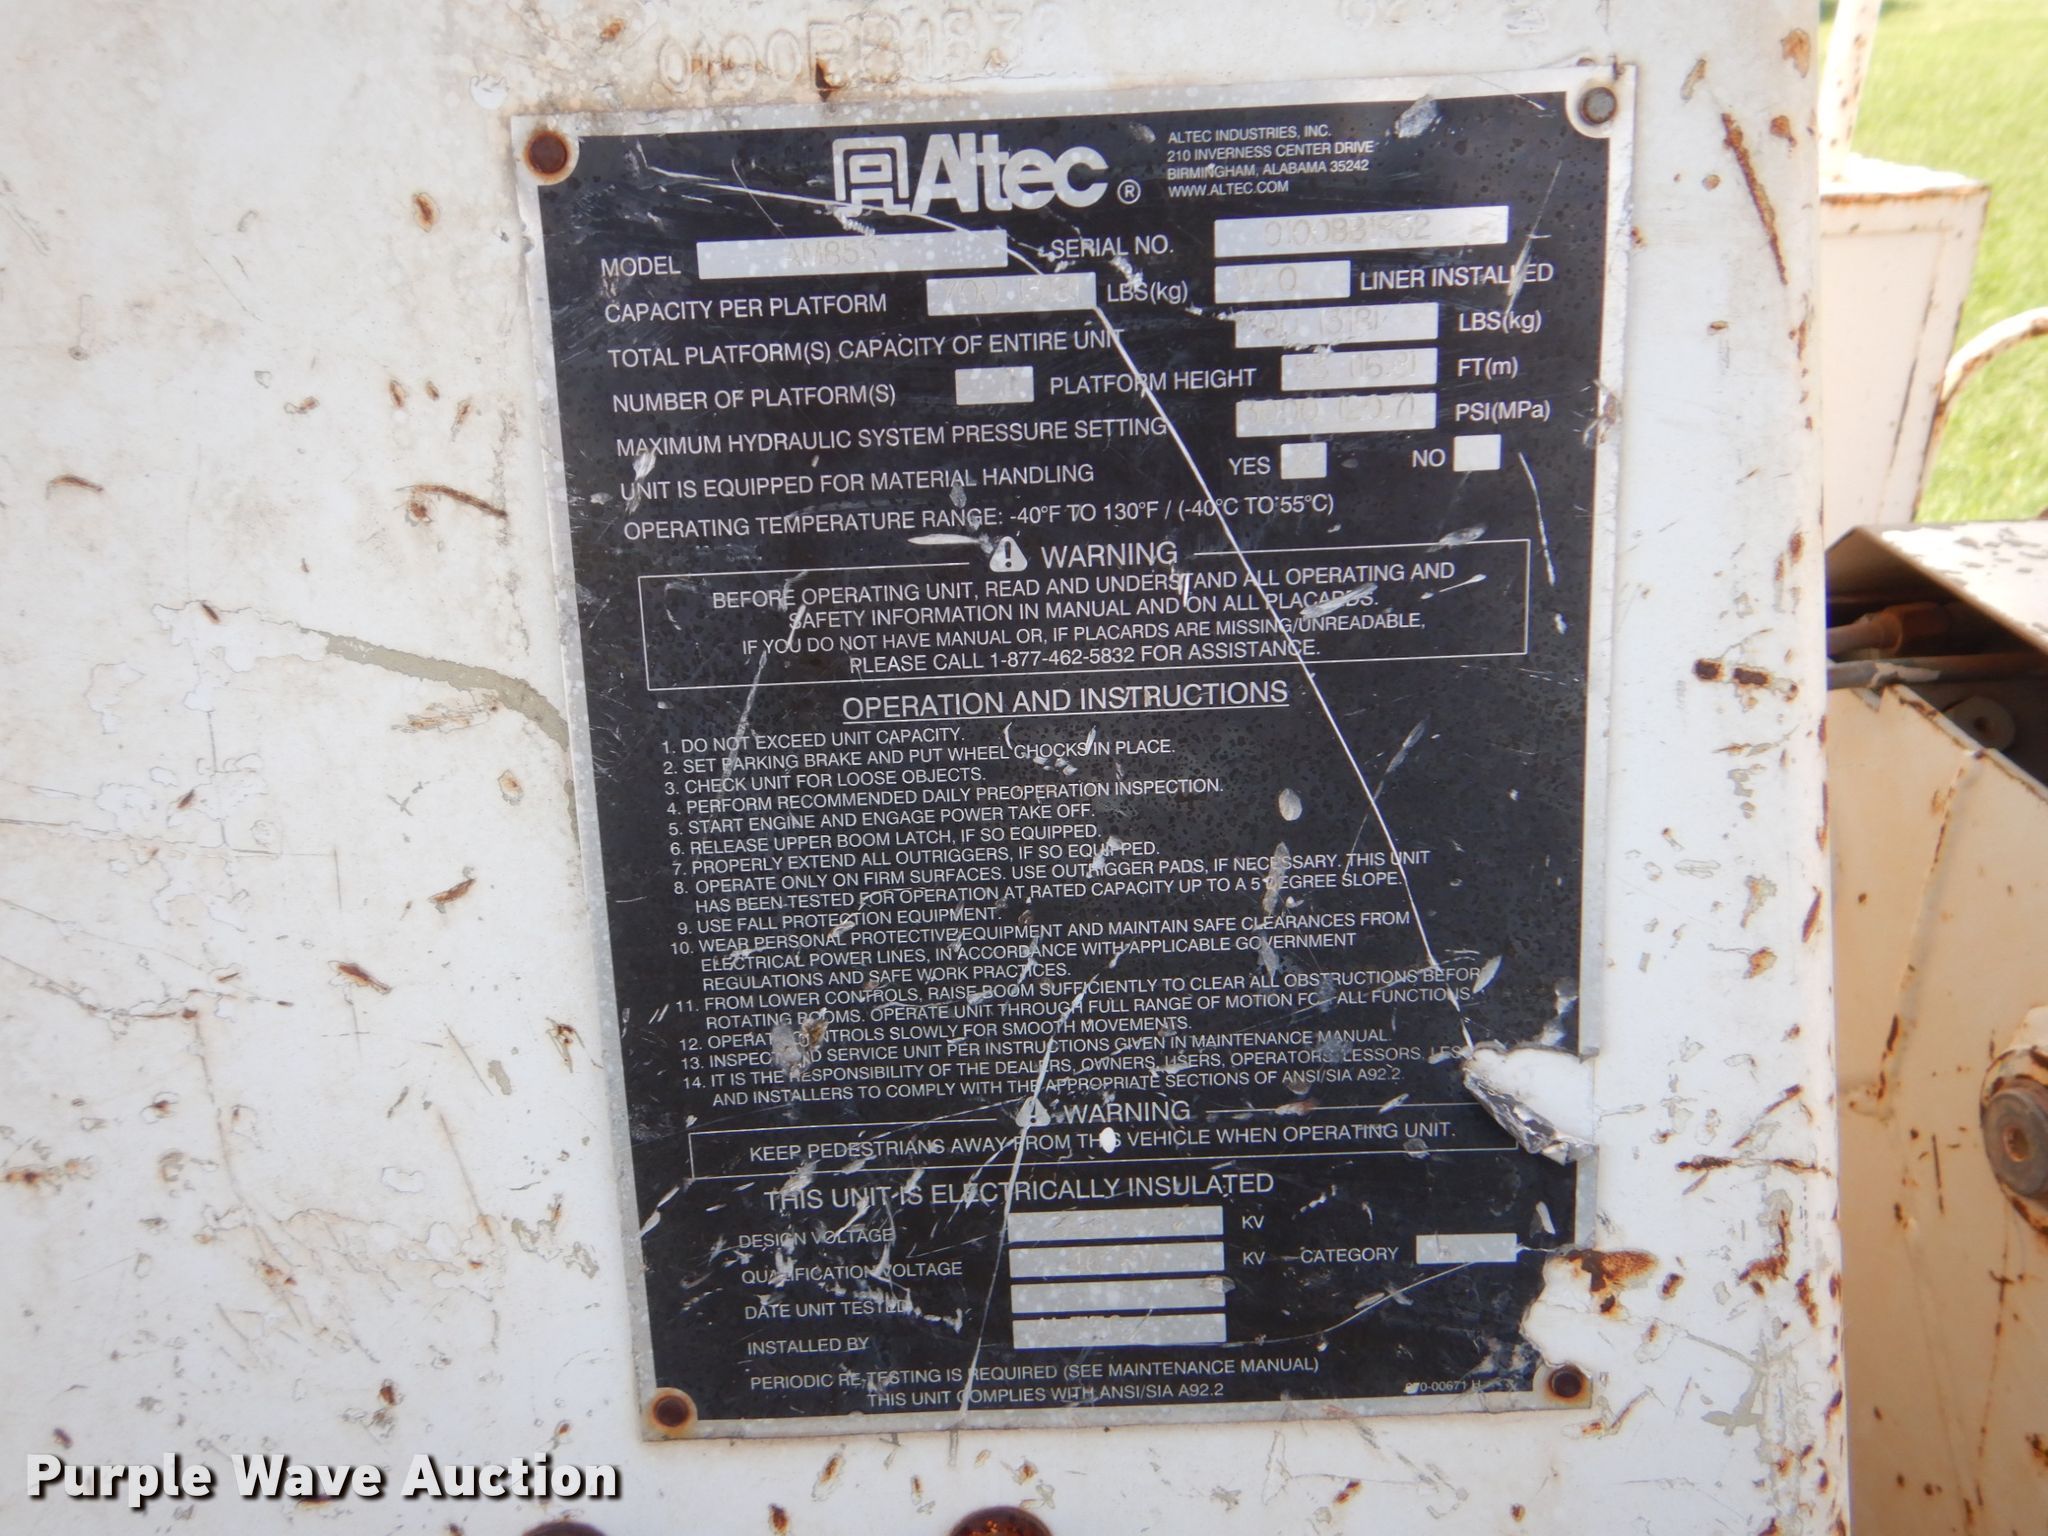 Altec®
ALTEC INDUSTRIES, INC.
210 INVERNESS CENTER DRIVE
BIRMINGHAM, ALABAMA 35242
WWW.ALTEC.COM
MODEL AM855 SERIAL NO.
CAPACITY PER PLATFORM LBS(kg) W/O LINER INSTALLED
TOTAL PLATFORM(S) CAPACITY OF ENTIRE UNIT LBS(kg)
NUMBER OF PLATFORM(S) PLATFORM HEIGHT FT(m)
MAXIMUM HYDRAULIC SYSTEM PRESSURE SETTING 3000 (20.7) PSI(MPa)
UNIT IS EQUIPPED FOR MATERIAL HANDLING YES NO
OPERATING TEMPERATURE RANGE: -40°F TO 130°F / (-40°C TO 55°C)
WARNING
BEFORE OPERATING UNIT, READ AND UNDERSTAND ALL OPERATING AND
SAFETY INFORMATION IN MANUAL AND ON ALL PLACARDS.
IF YOU DO NOT HAVE MANUAL OR, IF PLACARDS ARE MISSING/UNREADABLE,
PLEASE CALL 1-877-462-5832 FOR ASSISTANCE.
OPERATION AND INSTRUCTIONS
1. DO NOT EXCEED UNIT CAPACITY.
2. SET PARKING BRAKE AND PUT WHEEL CHOCKS IN PLACE.
3. CHECK UNIT FOR LOOSE OBJECTS.
4. PERFORM RECOMMENDED DAILY PREOPERATION INSPECTION.
5. START ENGINE AND ENGAGE POWER TAKE OFF.
6. RELEASE UPPER BOOM LATCH, IF SO EQUIPPED.
7. PROPERLY EXTEND ALL OUTRIGGERS, IF SO EQUIPPED.
8. OPERATE ONLY ON FIRM SURFACES. USE OUTRIGGER PADS, IF NECESSARY. THIS UNIT
HAS BEEN TESTED FOR OPERATION AT RATED CAPACITY UP TO A 5 DEGREE SLOPE.
9. USE FALL PROTECTION EQUIPMENT.
10. WEAR PERSONAL PROTECTIVE EQUIPMENT AND MAINTAIN SAFE CLEARANCES FROM
ELECTRICAL POWER LINES, IN ACCORDANCE WITH APPLICABLE GOVERNMENT
REGULATIONS AND SAFE WORK PRACTICES.
11. FROM LOWER CONTROLS, RAISE BOOM SUFFICIENTLY TO CLEAR ALL OBSTRUCTIONS BEFOR
ROTATING BOOMS. OPERATE UNIT THROUGH FULL RANGE OF MOTION FOR ALL FUNCTIONS.
12. OPERATE CONTROLS SLOWLY FOR SMOOTH MOVEMENTS.
13. INSPECT AND SERVICE UNIT PER INSTRUCTIONS GIVEN IN MAINTENANCE MANUAL.
14. IT IS THE RESPONSIBILITY OF THE DEALERS, OWNERS, USERS, OPERATORS, LESSORS, LES
AND INSTALLERS TO COMPLY WITH THE APPROPRIATE SECTIONS OF ANSI/SIA A92.2.
WARNING
KEEP PEDESTRIANS AWAY FROM THIS VEHICLE WHEN OPERATING UNIT.
THIS UNIT IS ELECTRICALLY INSULATED
DESIGN VOLTAGE KV
QUALIFICATION VOLTAGE KV CATEGORY
DATE UNIT TESTED
INSTALLED BY
PERIODIC RE-TESTING IS REQUIRED (SEE MAINTENANCE MANUAL)
THIS UNIT COMPLIES WITH ANSI/SIA A92.2
Purple Wave Auction